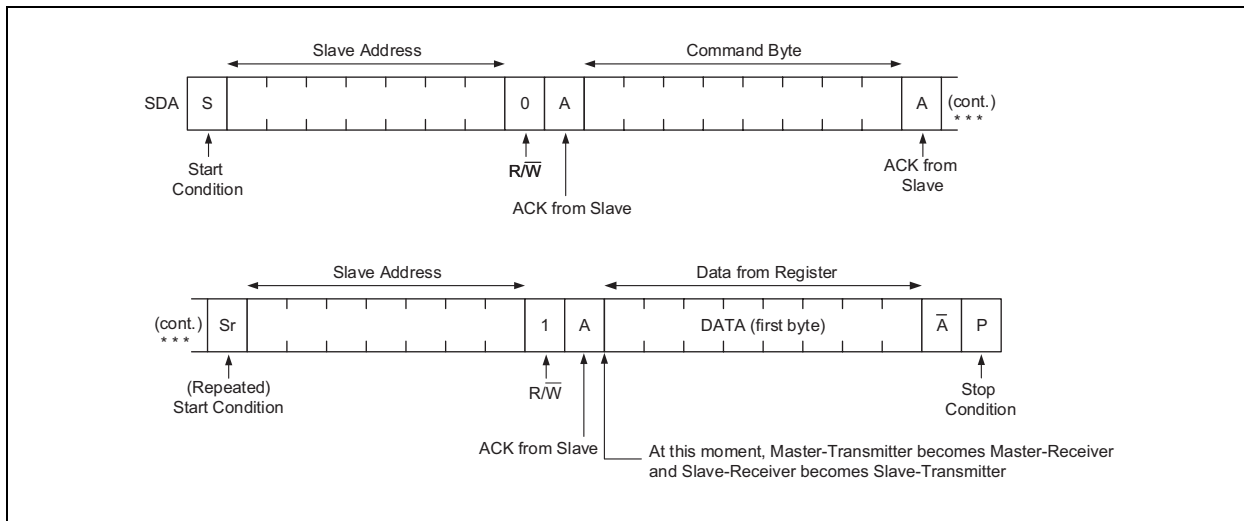 Slave Address Command Byte
SDA S 0 A A (cont.)
* * *
Start
Condition
R/W̅
ACK from Slave
ACK from
Slave
Slave Address Data from Register
(cont.)
* * *
Sr 1 A DATA (first byte) A̅ P
(Repeated)
Start Condition
R/W̅
Stop
Condition
ACK from Slave
At this moment, Master-Transmitter becomes Master-Receiver
and Slave-Receiver becomes Slave-Transmitter